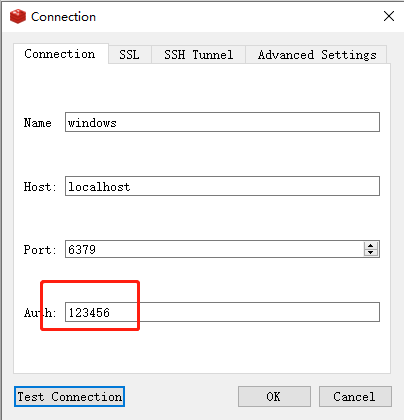 Connection
Connection SSL SSH Tunnel Advanced Settings
Name windows
Host: localhost
Port: 6379
Auth: 123456
Test Connection OK Cancel